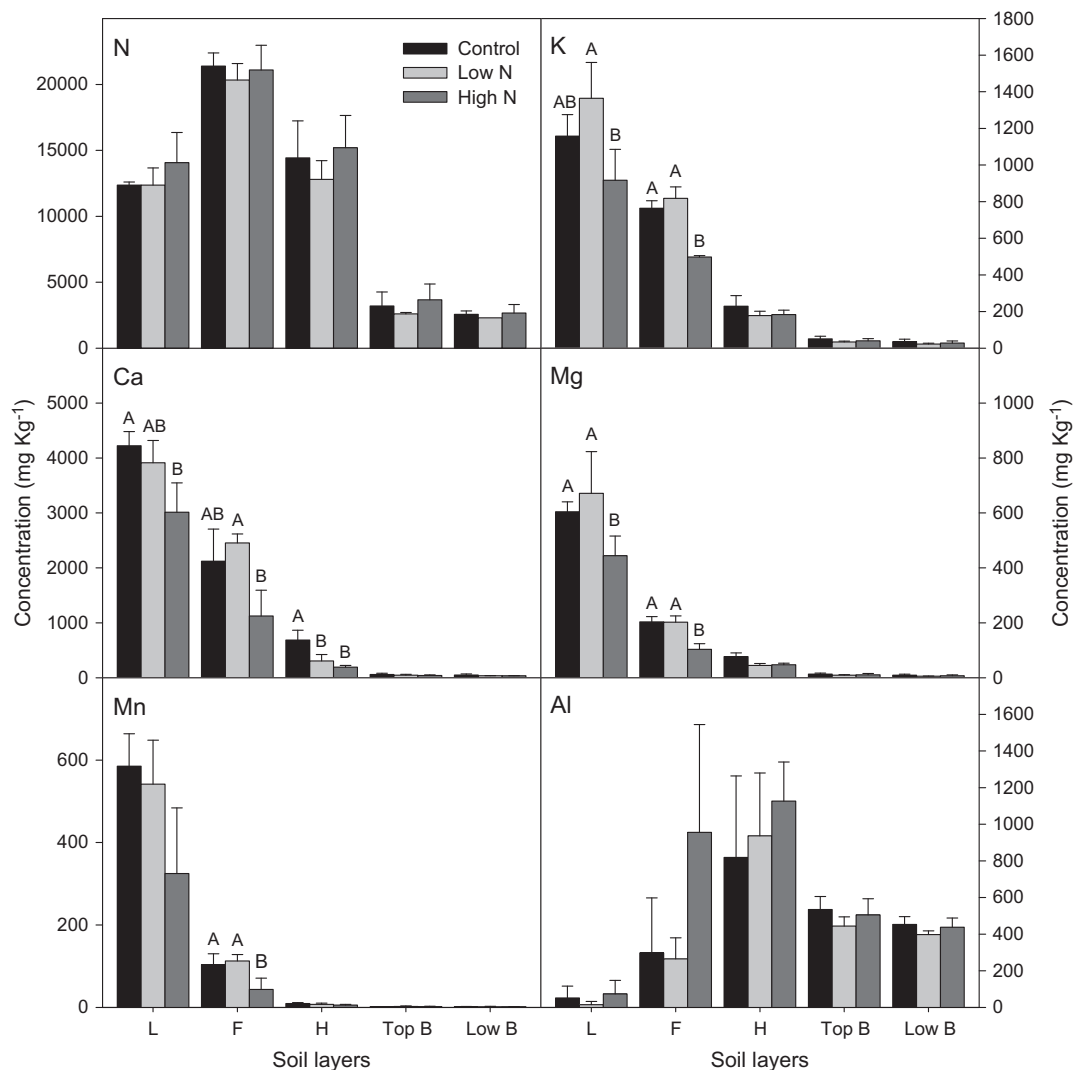 N
Control
Low N
High N
20000
15000
10000
5000
0
K
AB
A
B
A
A
B
1800
1600
1400
1200
1000
800
600
400
200
0
Ca
A
AB
B
AB
A
B
A
B
B
5000
4000
3000
2000
1000
0
Concentration (mg Kg-1)
Mg
A
A
B
A
A
B
1000
800
600
400
200
0
Concentration (mg Kg-1)
Mn
A
A
B
600
400
200
0
Al
1600
1400
1200
1000
800
600
400
200
0
L F H Top B Low B
L F H Top B Low B
Soil layers
Soil layers